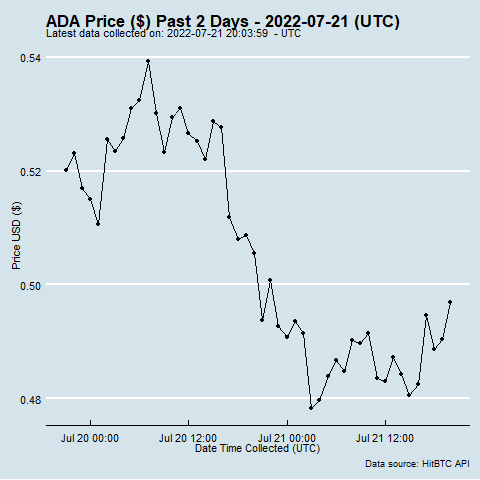 ADA Price ($) Past 2 Days - 2022-07-21 (UTC)
Latest data collected on: 2022-07-21 20:03:59 - UTC
0.54
0.52
0.50
0.48
Price USD ($)
Jul 20 00:00 Jul 20 12:00 Jul 21 00:00 Jul 21 12:00
Date Time Collected (UTC)
Data source: HitBTC API